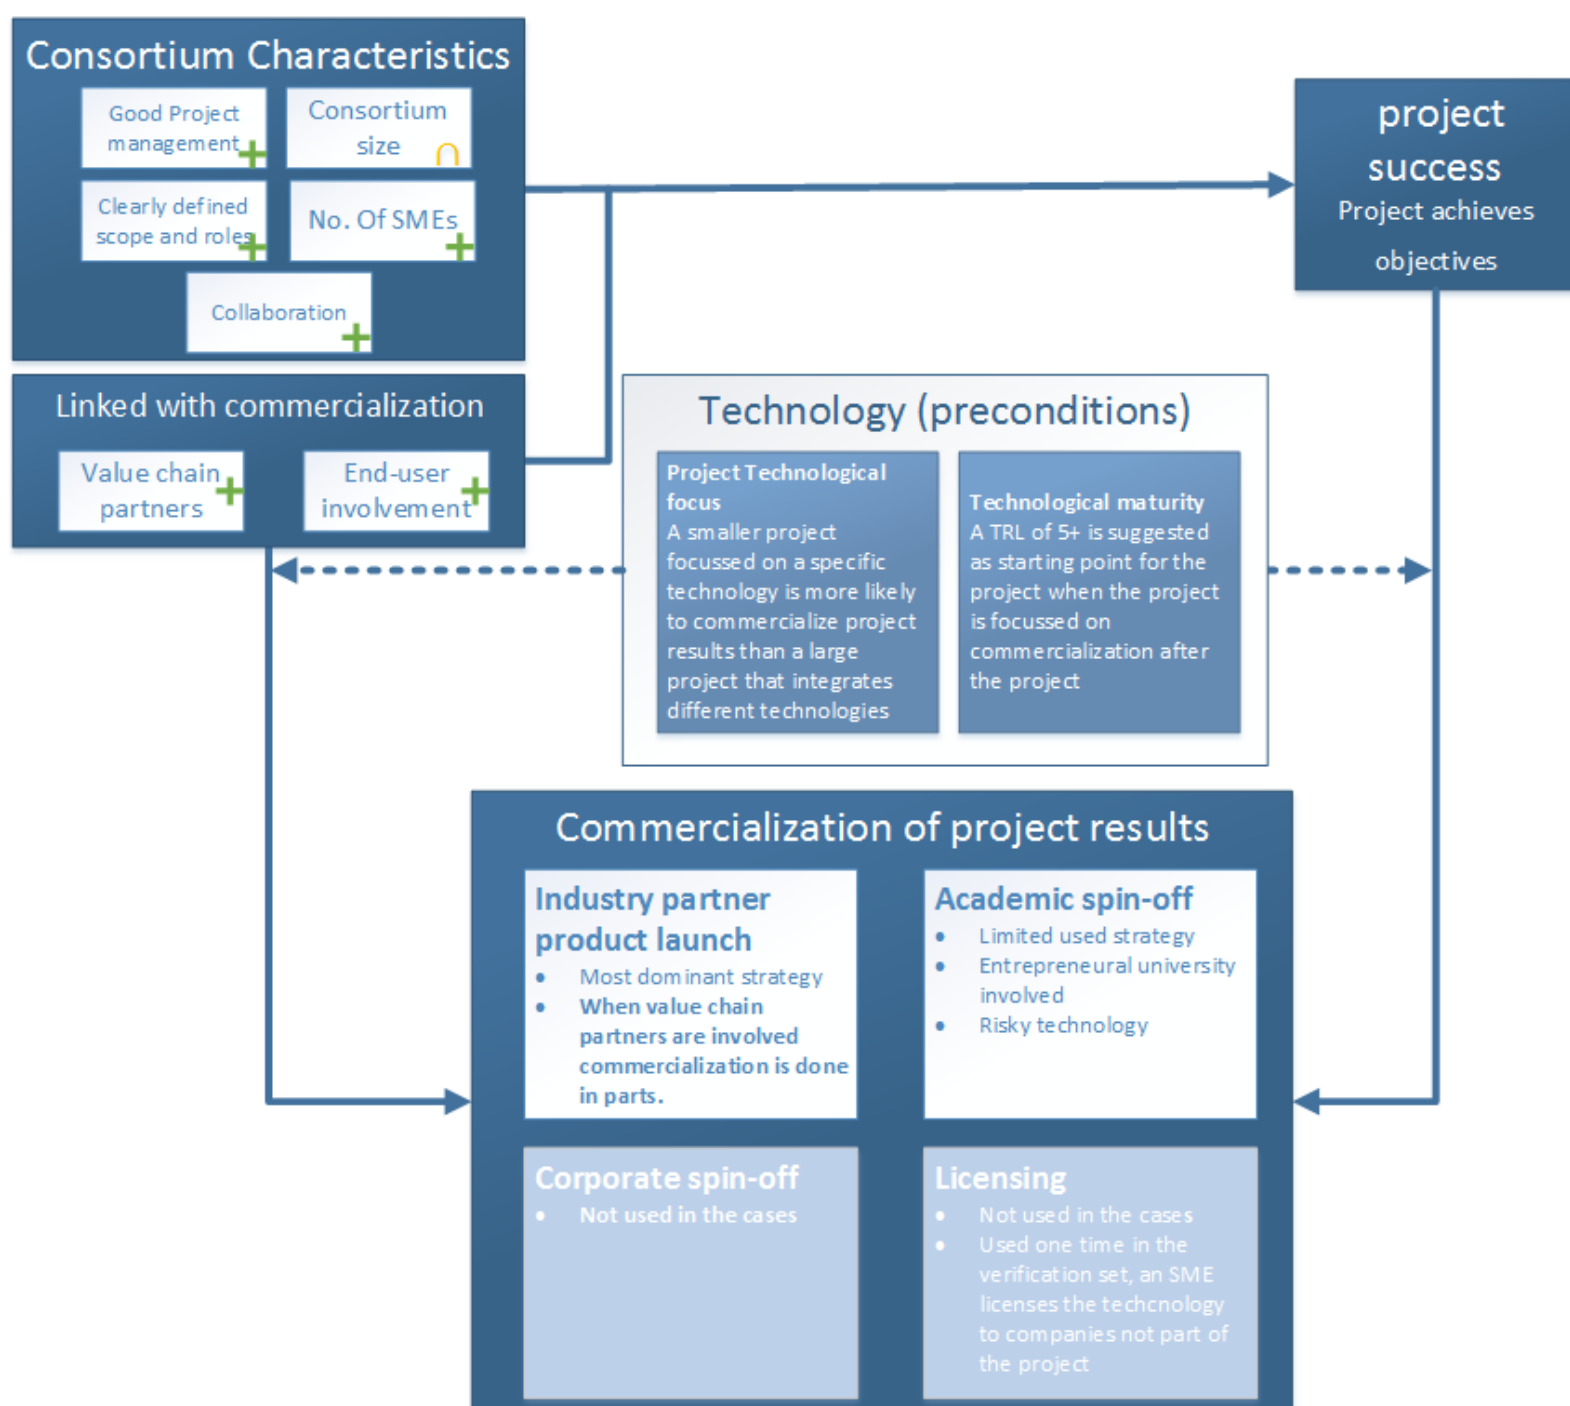 Consortium Characteristics
Good Project
management
Consortium
size
Clearly defined
scope and roles
No. Of SMEs
Collaboration
Linked with commercialization
Value chain
partners
End-user
involvement
project
success
Project achieves
objectives
Technology (preconditions)
Project Technological
focus
A smaller project
focussed on a specific
technology is more likely
to commercialize project
results than a large
project that integrates
different technologies
Technological maturity
A TRL of 5+ is suggested
as starting point for the
project when the project
is focussed on
commercialization after
the project
Commercialization of project results
Industry partner
product launch
• Most dominant strategy
• When value chain
partners are involved
commercialization is done
in parts.
Academic spin-off
• Limited used strategy
• Entrepreneural university
involved
• Risky technology
Corporate spin-off
• Not used in the cases
Licensing
• Not used in the cases
• Used one time in the
verification set, an SME
licenses the techcnology
to companies not part of
the project